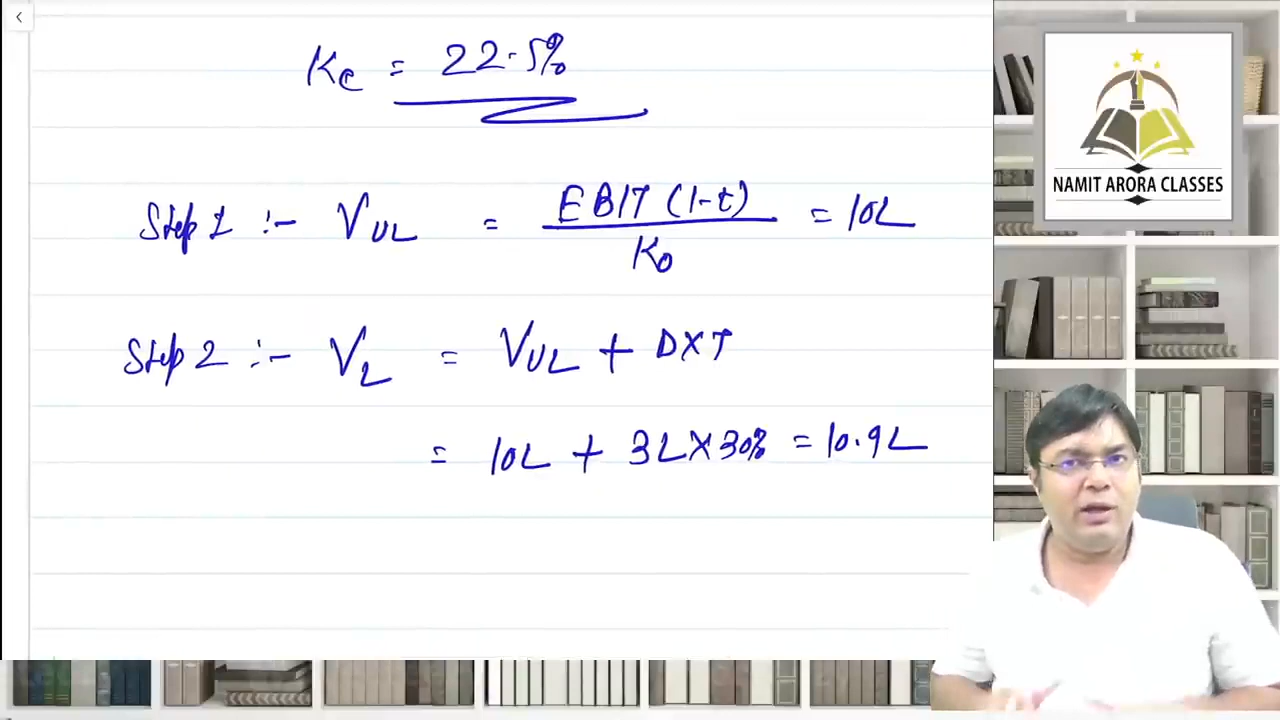 Ke = 22.5%
Step 1 :- VUL = EBIT (1-t) / Ko = 10L
Step 2 :- VL = VUL + DXT
= 10L + 3L X 30% = 10.9L
NAMIT ARORA CLASSES